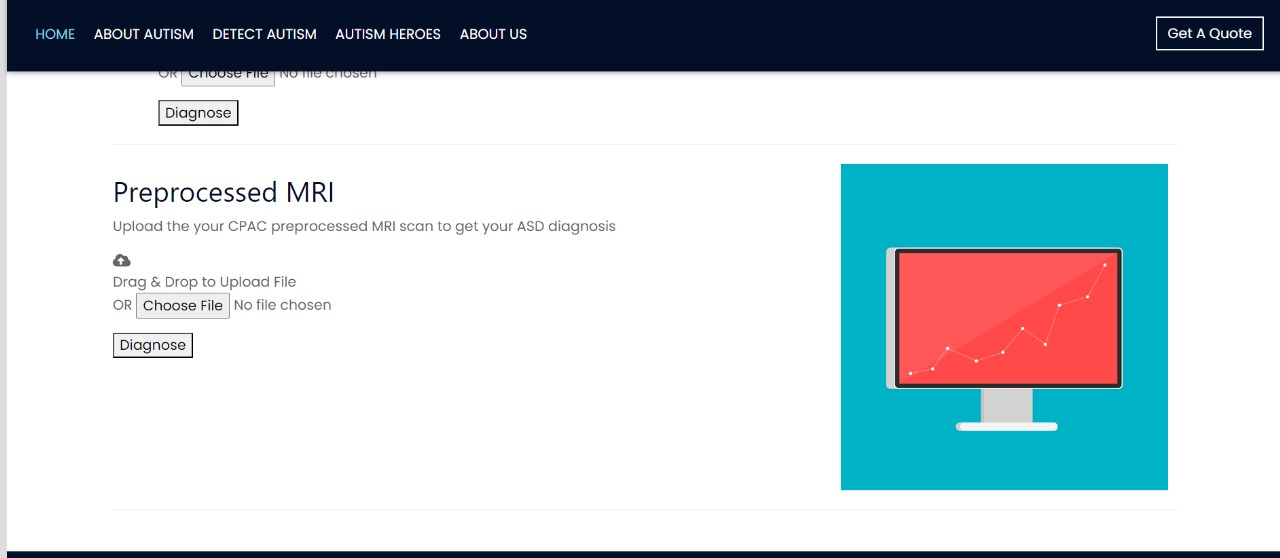 HOME ABOUT AUTISM DETECT AUTISM AUTISM HEROES ABOUT US Get A Quote
OR Choose File No file chosen
Diagnose
Preprocessed MRI
Upload the your CPAC preprocessed MRI scan to get your ASD diagnosis
Drag & Drop to Upload File
OR Choose File No file chosen
Diagnose